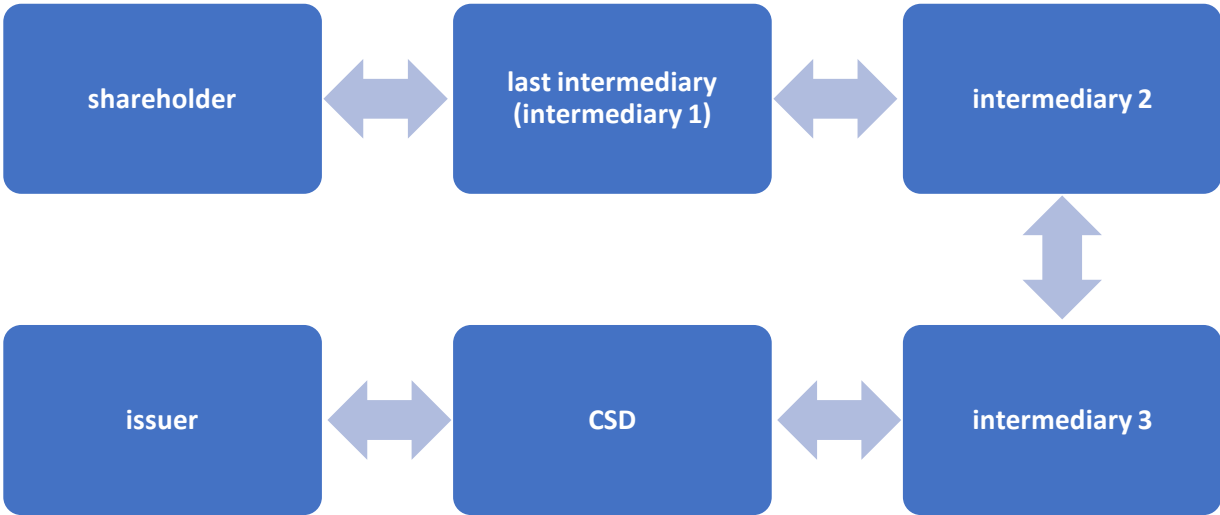 shareholder
last intermediary
(intermediary 1)
intermediary 2
issuer
CSD
intermediary 3